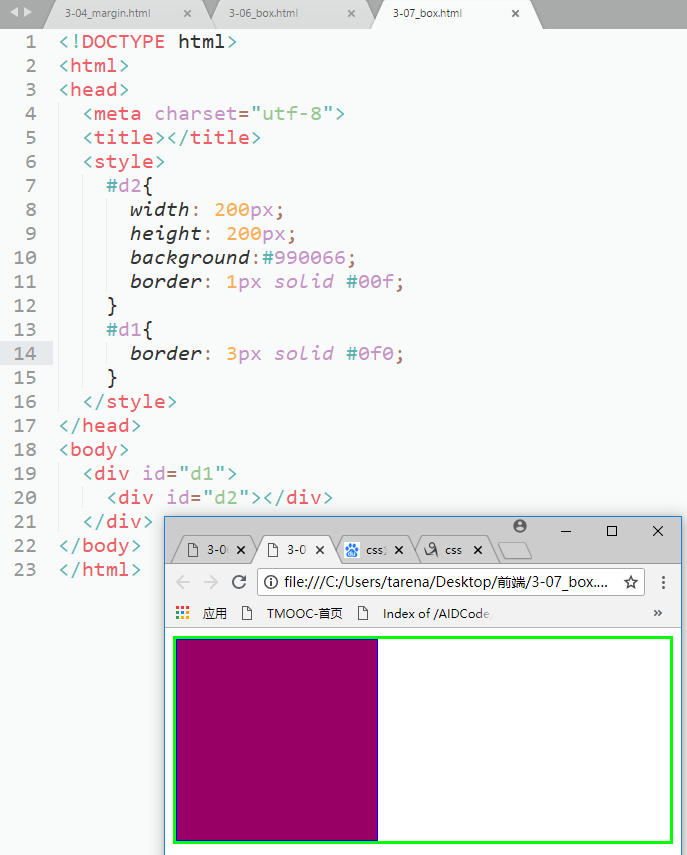 3-04_margin.html 3-06_box.html 3-07_box.html
1 <!DOCTYPE html>
2 <html>
3 <head>
4 <meta charset="utf-8">
5 <title></title>
6 <style>
7 #d2{
8 width: 200px;
9 height: 200px;
10 background:#990066;
11 border: 1px solid #00f;
12 }
13 #d1{
14 border: 3px solid #0f0;
15 }
16 </style>
17 </head>
18 <body>
19 <div id="d1">
20 <div id="d2"></div>
21 </div>
22 </body>
23 </html>
3-0 3-0 css css
file:///C:/Users/tarena/Desktop/前端/3-07_box....
应用 TMOOC-首页 Index of /AIDCode/